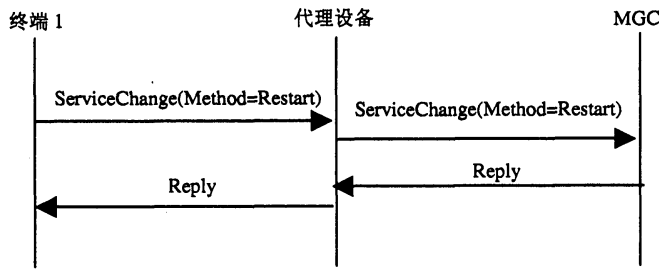 终端 1
代理设备
MGC
ServiceChange(Method=Restart)
ServiceChange(Method=Restart)
Reply
Reply